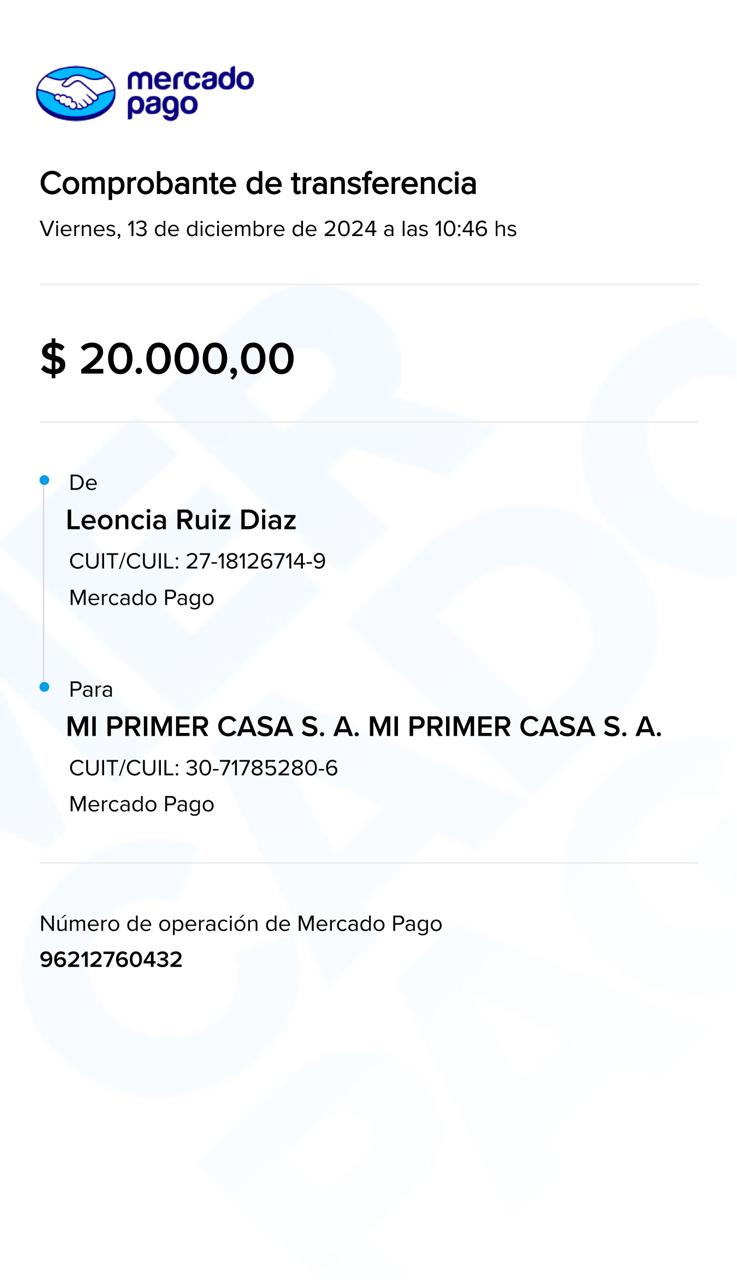 mercado
pago
Comprobante de transferencia
Viernes, 13 de diciembre de 2024 a las 10:46 hs
$ 20.000,00
De
Leoncia Ruiz Diaz
CUIT/CUIL: 27-18126714-9
Mercado Pago
Para
MI PRIMER CASA S. A. MI PRIMER CASA S. A.
CUIT/CUIL: 30-71785280-6
Mercado Pago
Número de operación de Mercado Pago
96212760432